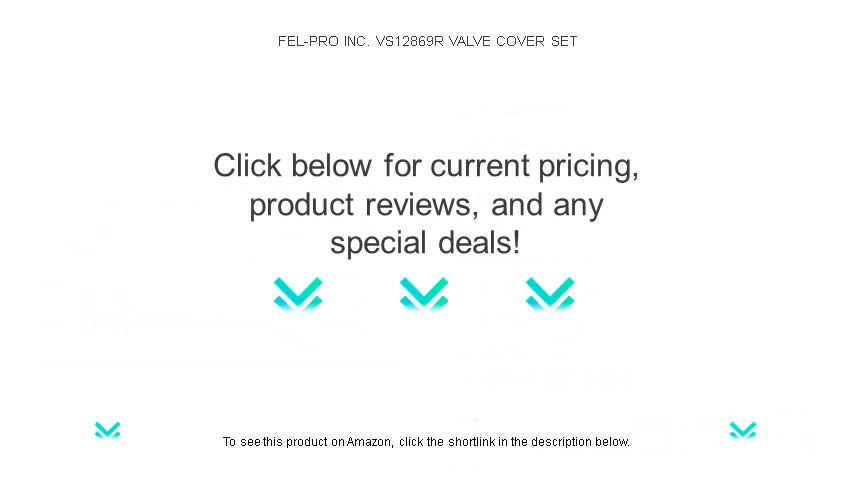 FEL-PRO INC. VS12869R VALVE COVER SET
Click below for current pricing,
product reviews, and any
special deals!
To see this product on Amazon, click the shortlink in the description below.